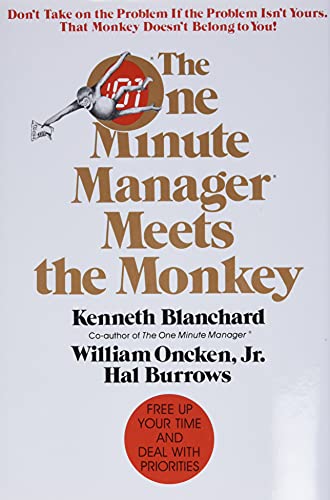 Don't Take on the Problem If the Problem Isn't Yours.
That Monkey Doesn't Belong to You!
The
:01
One
Minute
Manager®
Meets
the Monkey
Kenneth Blanchard
Co-author of The One Minute Manager®
William Oncken, Jr.
Hal Burrows
FREE UP
YOUR TIME
AND
DEAL WITH
PRIORITIES